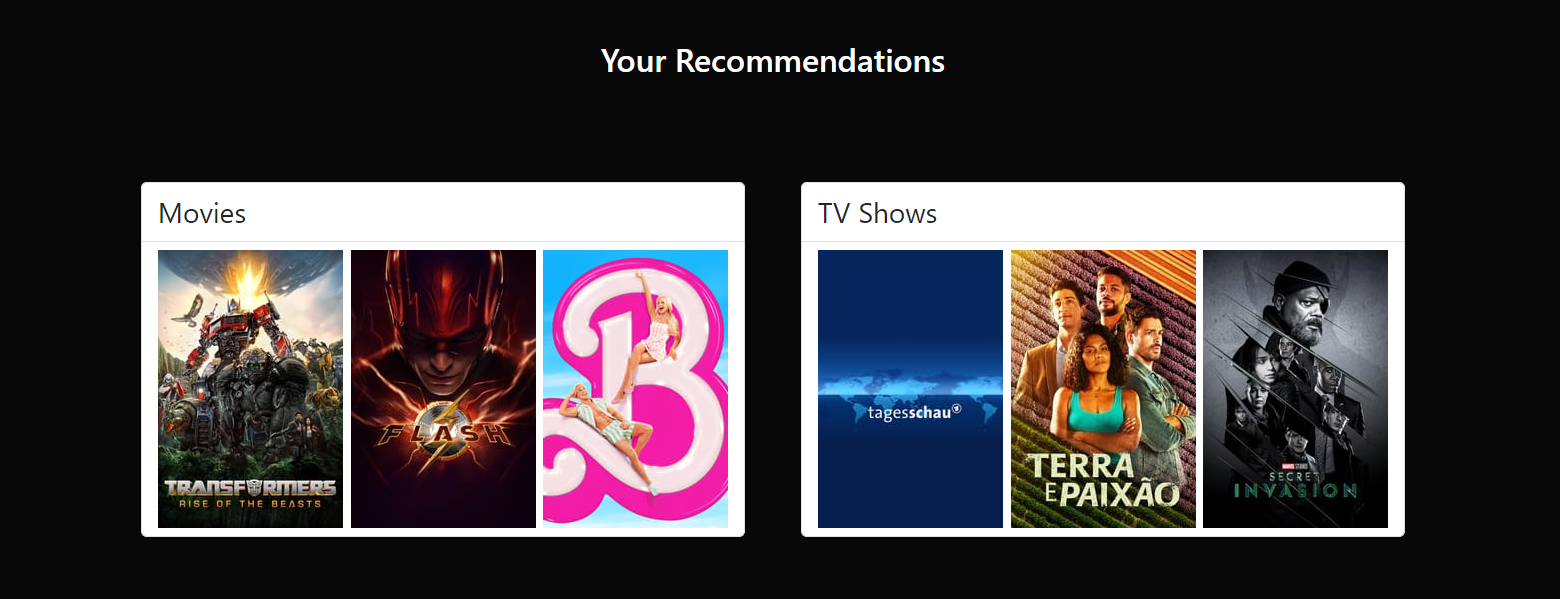 Your Recommendations
Movies
TV Shows
TRANSFORMERS
RISE OF THE BEASTS
FLASH
B
tagesschau
TERRA
E PAIXÃO
MARVEL STUDIOS
SECRET
INVASION